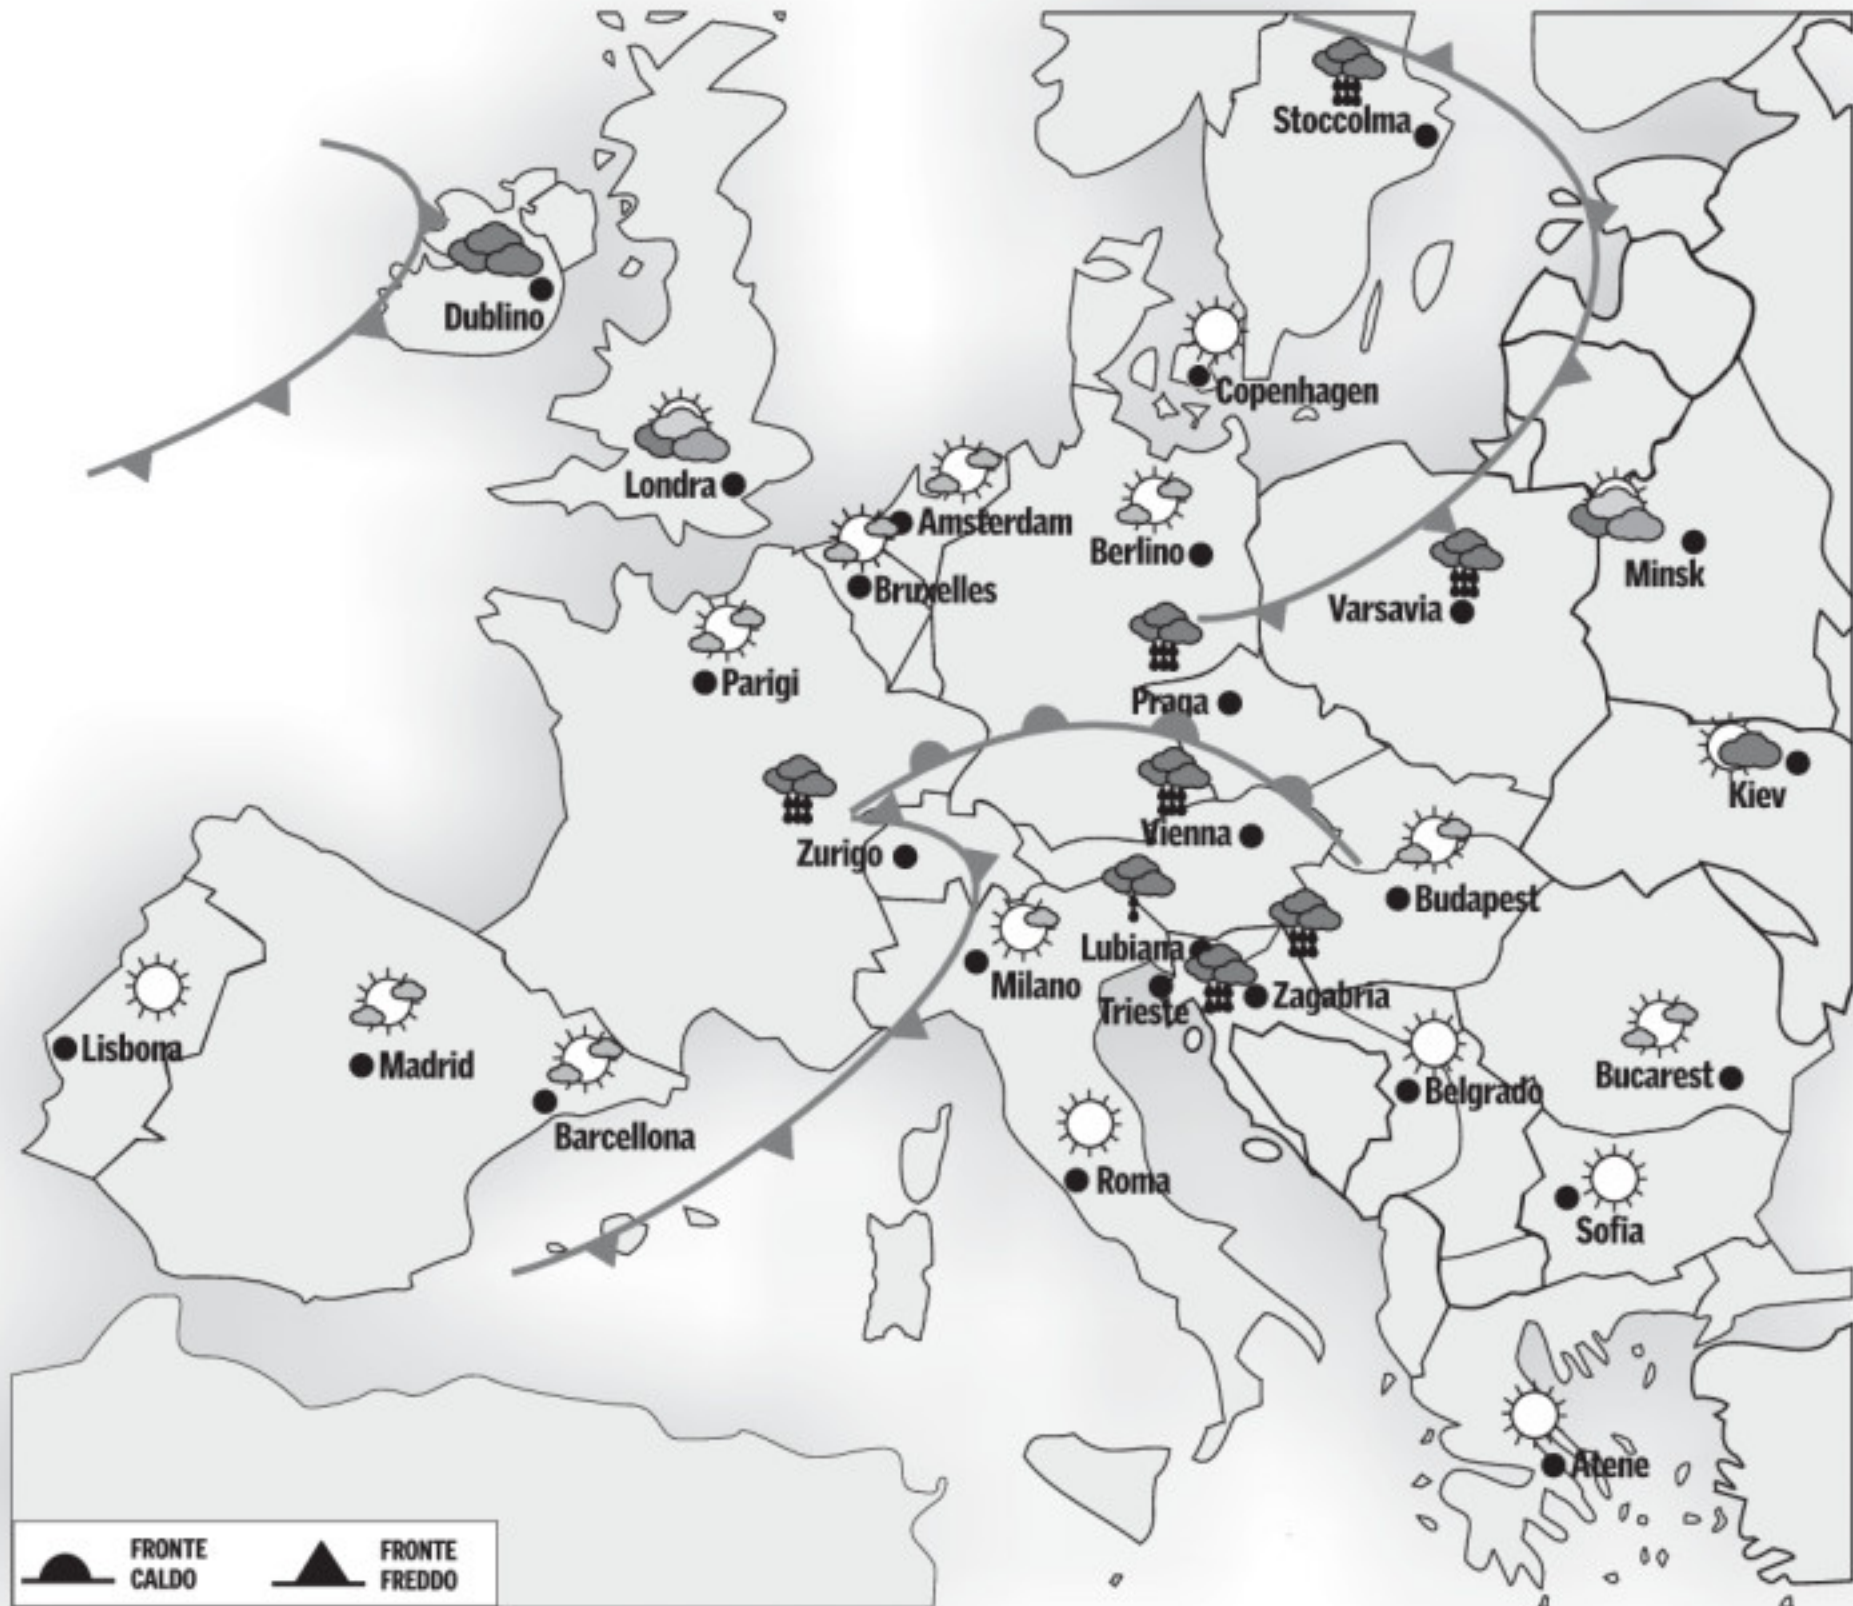 Stoccolma
Dublino
Copenhagen
Londra
Amsterdam
Berlino
Minsk
Bruxelles
Varsavia
Parigi
Praga
Kiev
Vienna
Zurigo
Budapest
Lubiana
Milano
Zagabria
Trieste
Lisbona
Madrid
Bucarest
Belgrado
Barcellona
Roma
Sofia
Atene
FRONTE
CALDO
FRONTE
FREDDO